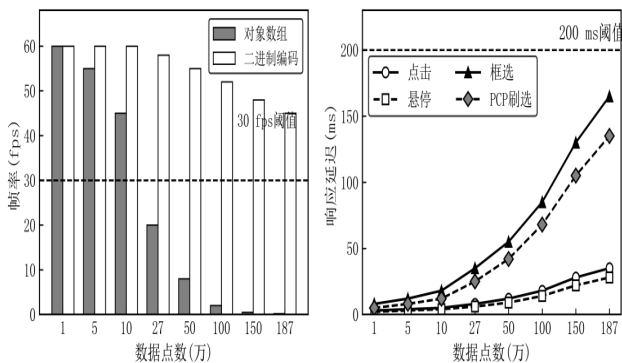 对象数组
二进制编码
30 fps阈值
帧率(fps)
60
50
40
30
20
10
0
1 5 10 27 50 100 150 187
数据点数(万)
200 ms阈值
点击
框选
悬停
PCP刷选
响应延迟(ms)
200
150
100
50
0
1 5 10 27 50 100 150 187
数据点数(万)